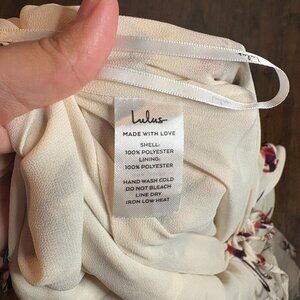 Lulus
MADE WITH LOVE
SHELL:
100% POLYESTER
LINING:
100% POLYESTER
HAND WASH COLD
DO NOT BLEACH
LINE DRY
IRON LOW HEAT